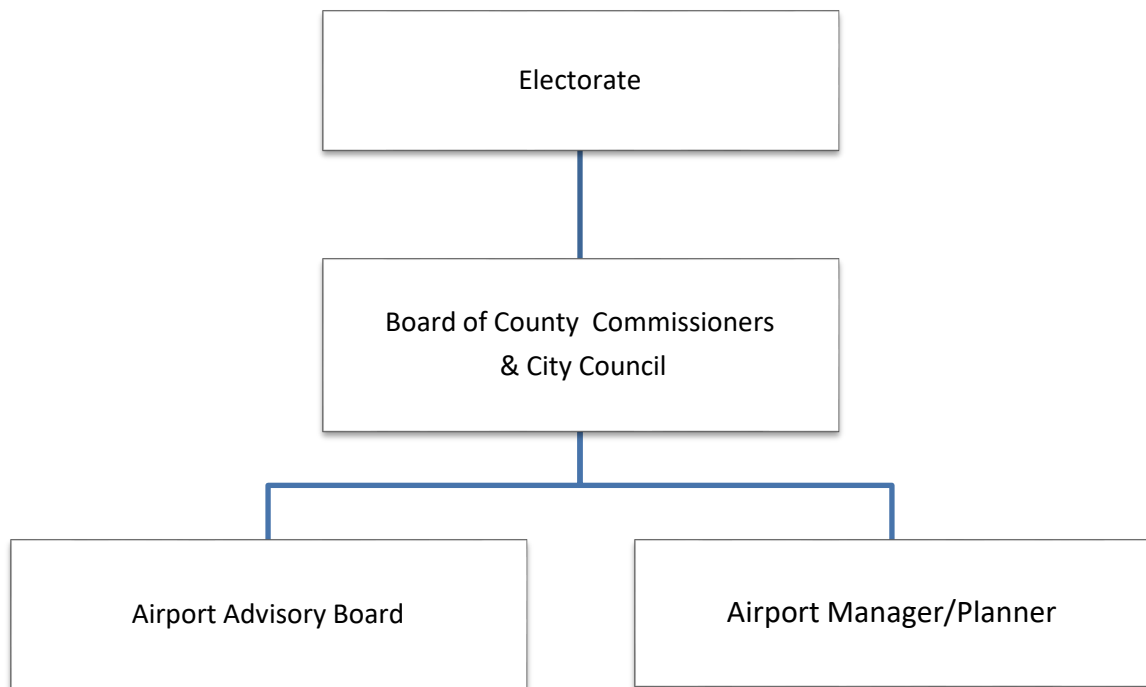 Electorate
Board of County  Commissioners
& City Council
Airport Advisory Board
Airport Manager/Planner